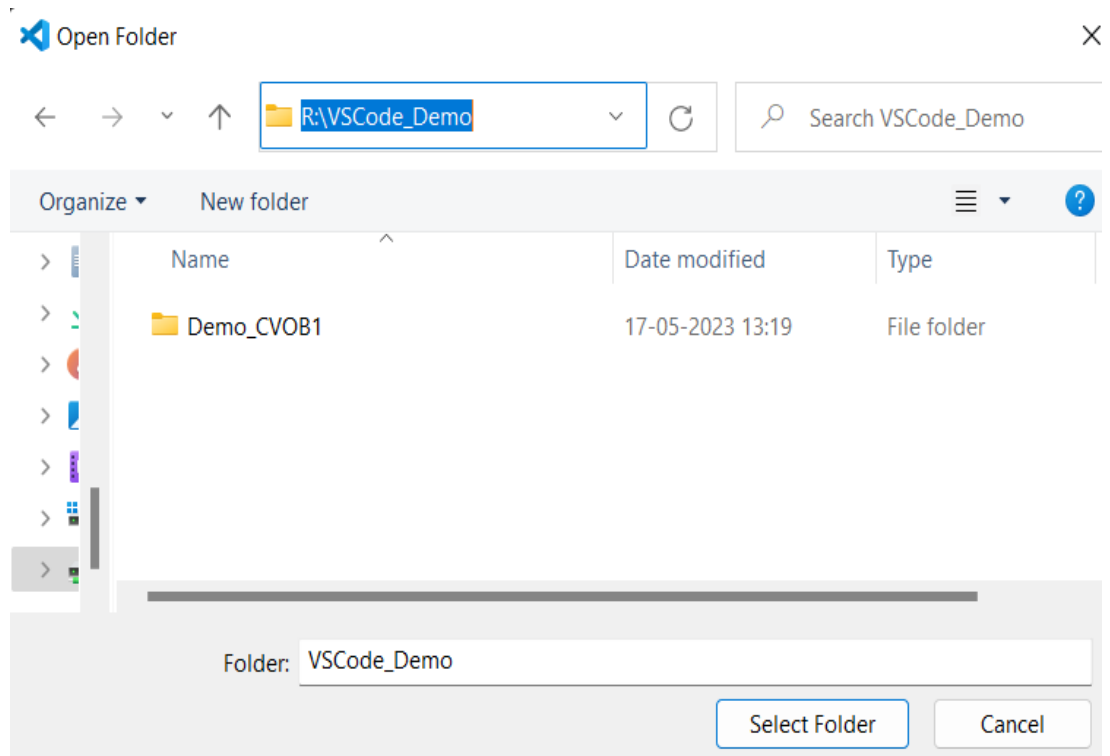 Open Folder
R:\VSCode_Demo
Search VSCode_Demo
Organize New folder
?
Name Date modified Type
Demo_CVOB1 17-05-2023 13:19 File folder
Folder: VSCode_Demo
Select Folder Cancel